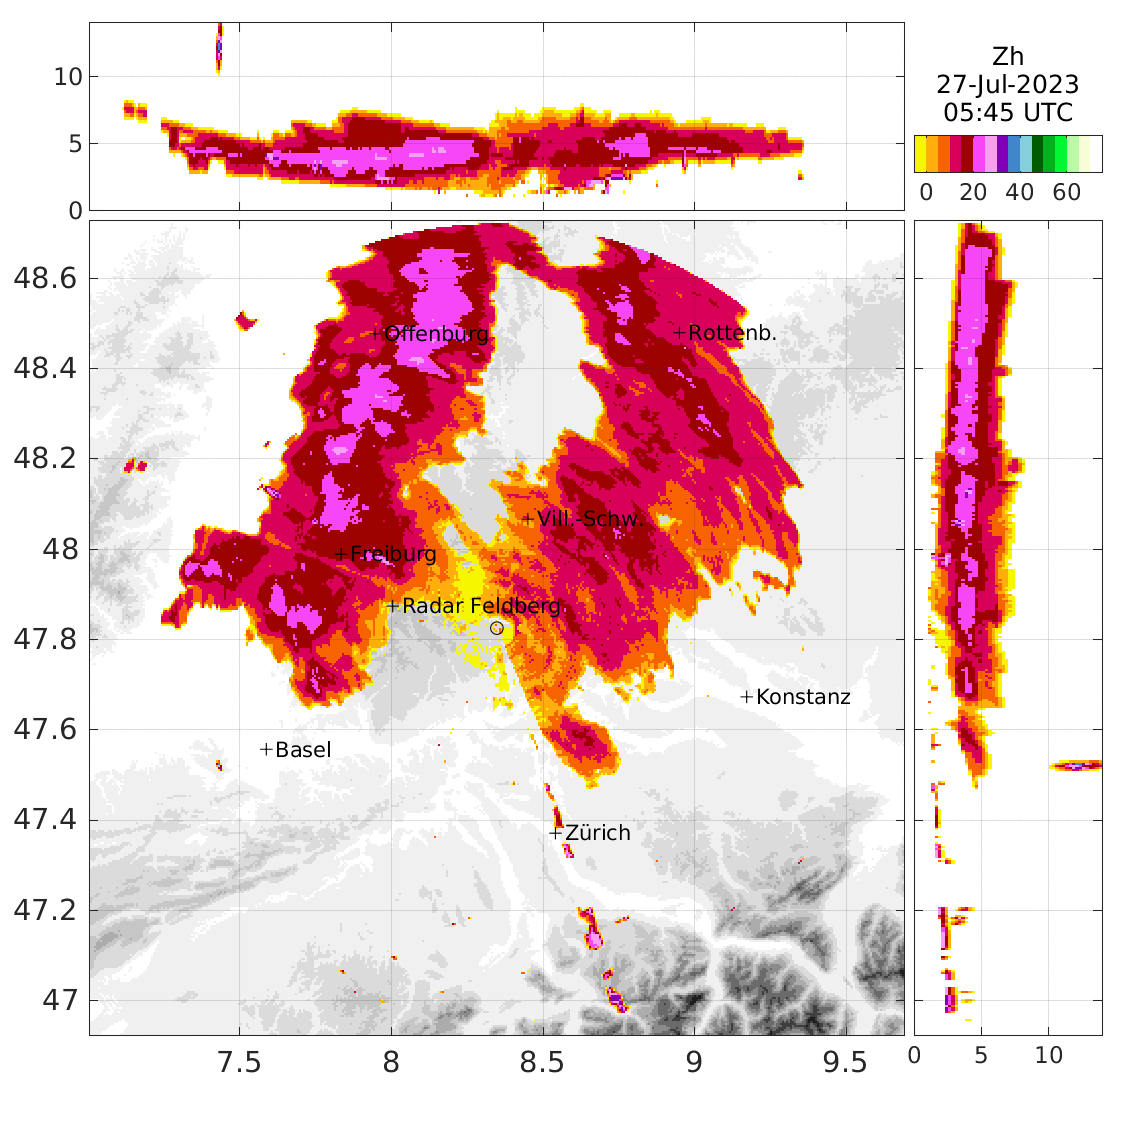 Zh
27-Jul-2023
05:45 UTC
10
5
0
0 20 40 60
48.6
Offenburg
Rottenb.
48.4
48.2
Vill.-Schw.
48
Freiburg
Radar Feldberg
47.8
Konstanz
47.6
Basel
47.4
Zürich
47.2
47
7.5 8 8.5 9 9.5
0 5 10